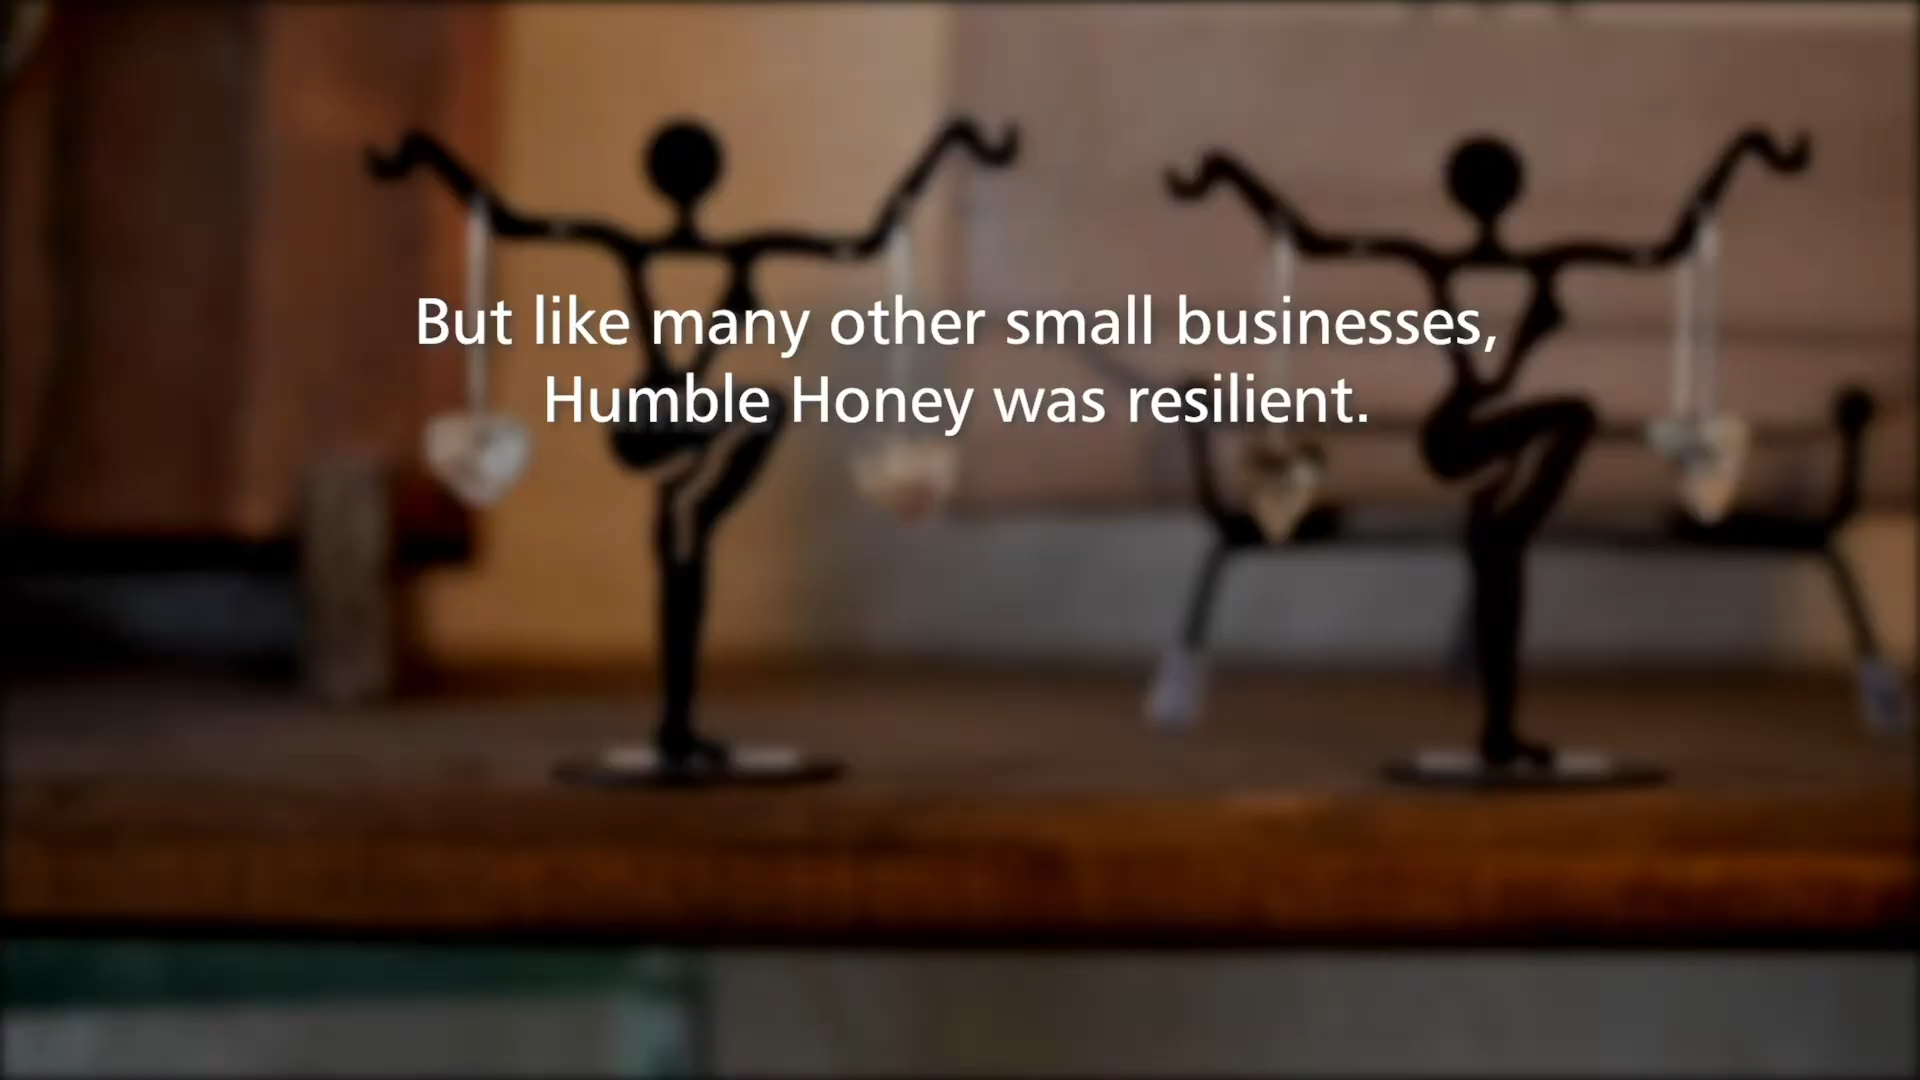 But like many other small businesses,
Humble Honey was resilient.